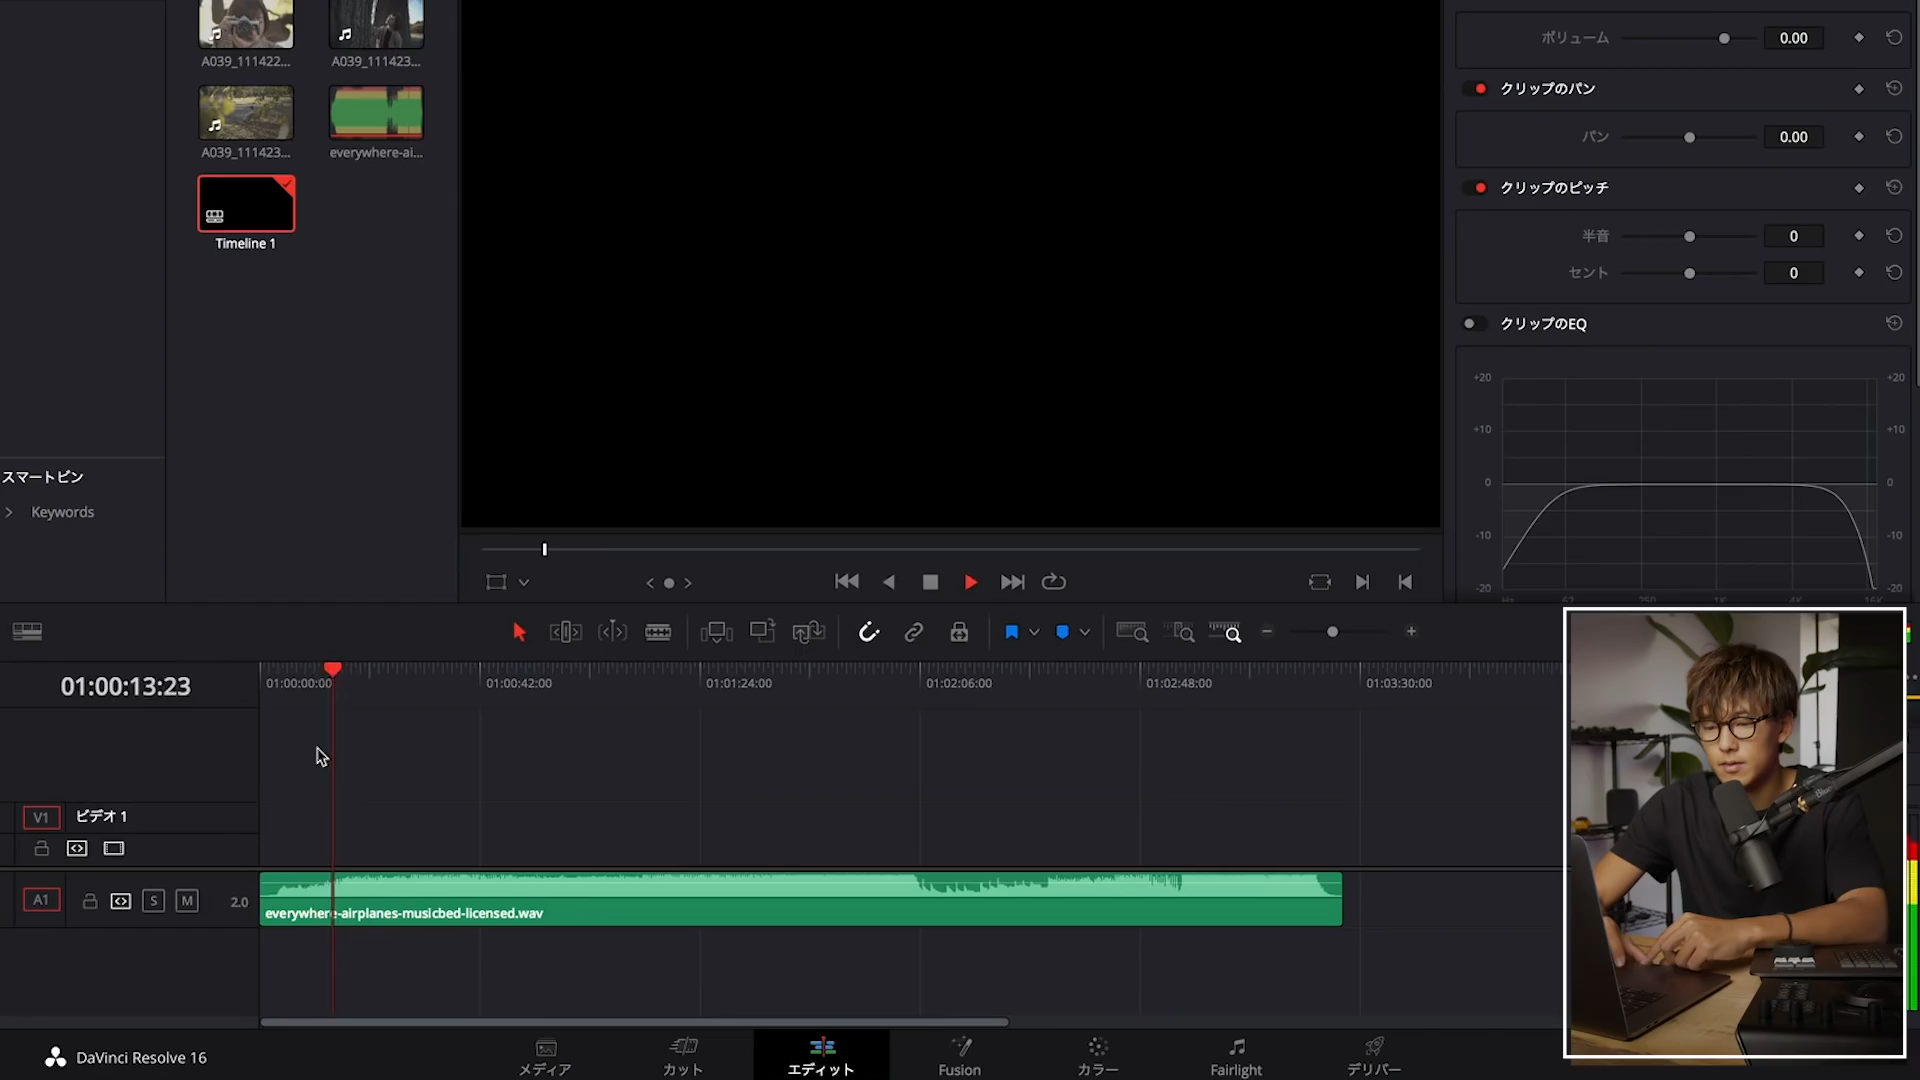 A039_111422...
A039_111423...
A039_111423...
everywhere-ai...
Timeline 1
スマートビン
Keywords
ボリューム 0.00
クリップのパン
パン 0.00
クリップのピッチ
半音 0
セント 0
クリップのEQ
+20 +20
+10 +10
0 0
-10 -10
-20 -20
Hz 62 250 1K 4K 16K
01:00:13:23
01:00:00:00 01:00:42:00 01:01:24:00 01:02:06:00 01:02:48:00 01:03:30:00
V1 ビデオ 1
A1 S M 2.0
everywhere-airplanes-musicbed-licensed.wav
DaVinci Resolve 16
メディア カット エディット Fusion カラー Fairlight デリバー